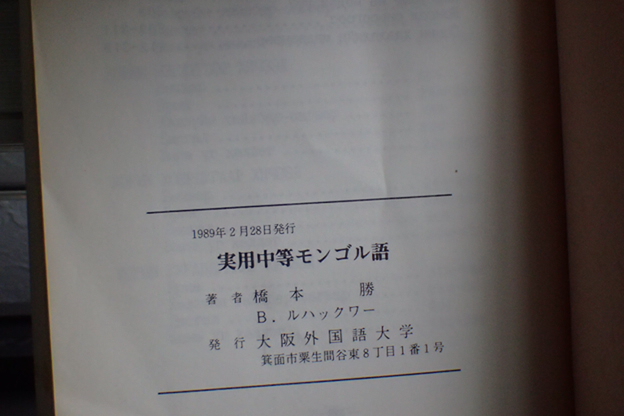 1989年2月28日発行
実用中等モンゴル語
著者 橋本 勝
B.ルハックワー
発行 大阪外国語大学
箕面市粟生間谷東8丁目1番1号